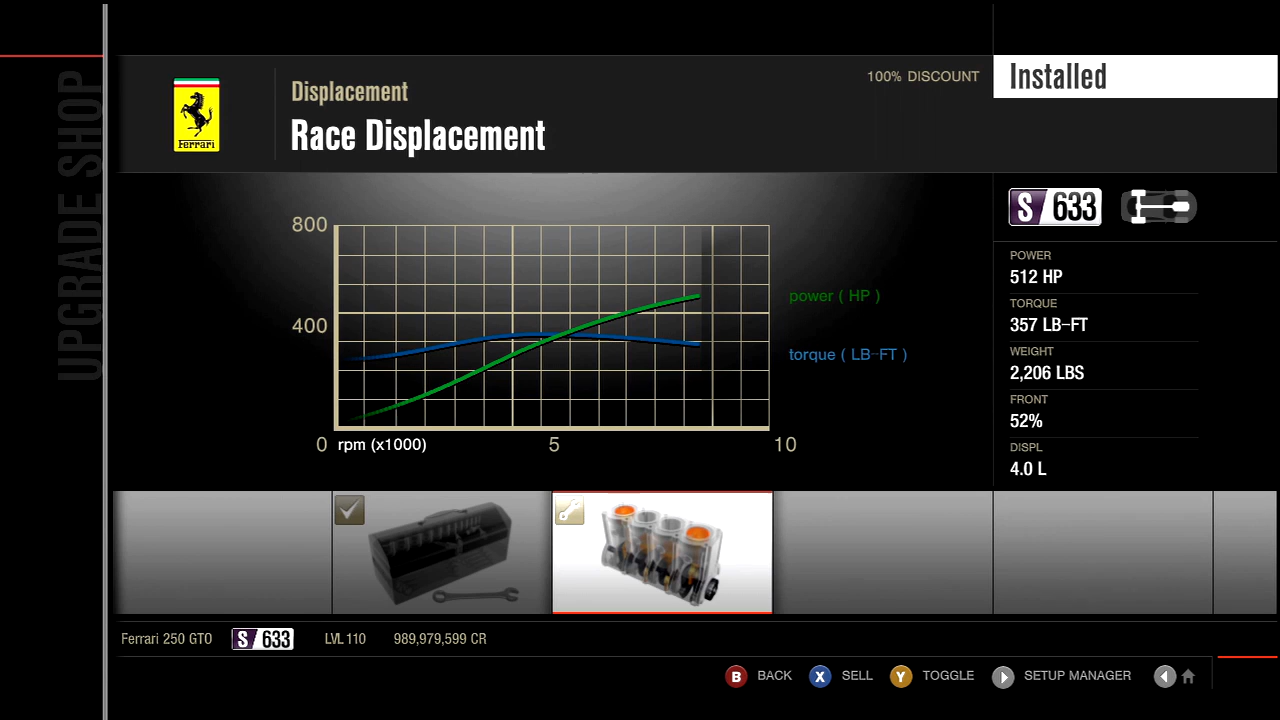 UPGRADE SHOP
Ferrari
Displacement
Race Displacement
100% DISCOUNT
Installed
S 633
800
400
power ( HP )
torque ( LB-FT )
0 rpm (x1000) 5 10
POWER
512 HP
TORQUE
357 LB-FT
WEIGHT
2,206 LBS
FRONT
52%
DISPL
4.0 L
Ferrari 250 GTO S 633 LVL 110 989,979,599 CR
B BACK X SELL Y TOGGLE SETUP MANAGER